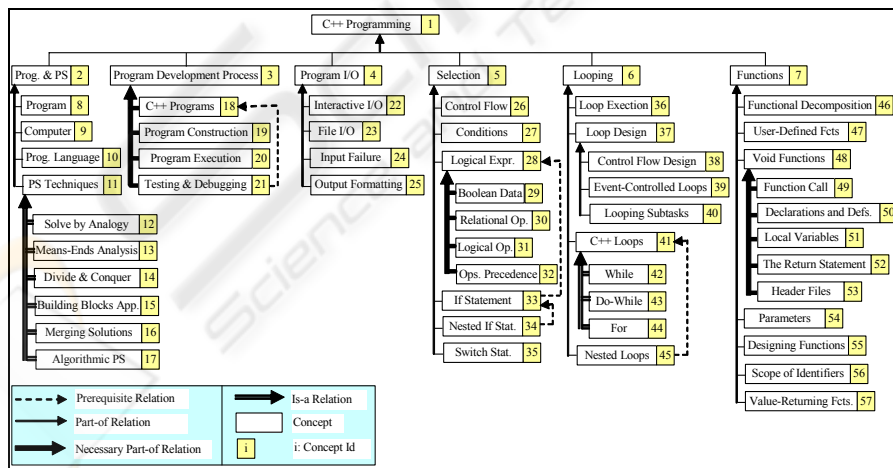 C++ Programming 1
Prog. & PS 2
Program Development Process 3
Program I/O 4
Selection 5
Looping 6
Functions 7
Program 8
Computer 9
Prog. Language 10
PS Techniques 11
Solve by Analogy 12
Means-Ends Analysis 13
Divide & Conquer 14
Building Blocks App. 15
Merging Solutions 16
Algorithmic PS 17
C++ Programs 18
Program Construction 19
Program Execution 20
Testing & Debugging 21
Interactive I/O 22
File I/O 23
Input Failure 24
Output Formatting 25
Control Flow 26
Conditions 27
Logical Expr. 28
Boolean Data 29
Relational Op. 30
Logical Op. 31
Ops. Precedence 32
If Statement 33
Nested If Stat. 34
Switch Stat. 35
Loop Exection 36
Loop Design 37
Control Flow Design 38
Event-Controlled Loops 39
Looping Subtasks 40
C++ Loops 41
While 42
Do-While 43
For 44
Nested Loops 45
Functional Decomposition 46
User-Defined Fcts 47
Void Functions 48
Function Call 49
Declarations and Defs. 50
Local Variables 51
The Return Statement 52
Header Files 53
Parameters 54
Designing Functions 55
Scope of Identifiers 56
Value-Returning Fcts. 57
Prerequisite Relation
Part-of Relation
Necessary Part-of Relation
Is-a Relation
Concept
i i: Concept Id